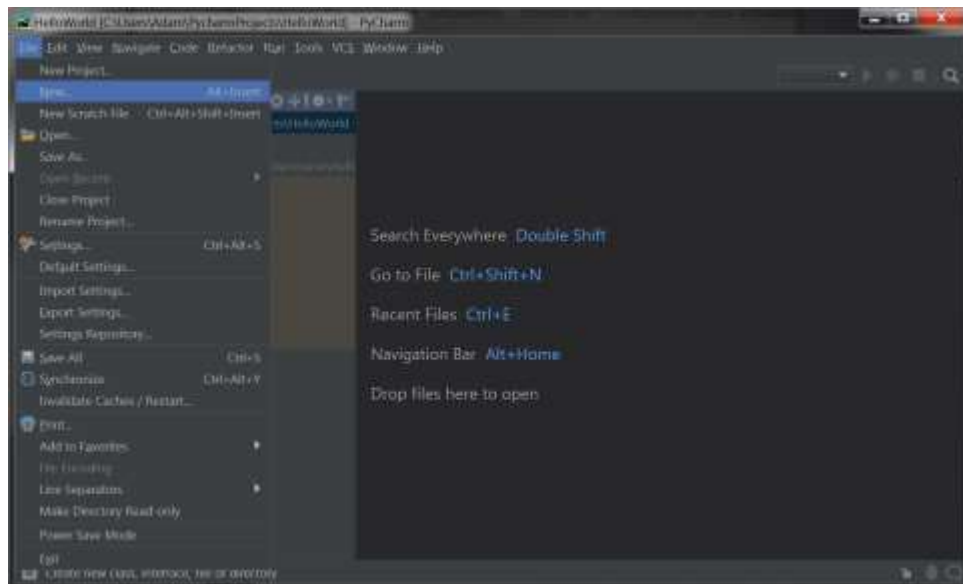 HelloWorld [C:\Users\Adam\PycharmProjects\HelloWorld] - PyCharm
File Edit View Navigate Code Refactor Run Tools VCS Window Help
New Project...
New... Alt+Insert
New Scratch File Ctrl+Alt+Shift+Insert
Open...
Save As...
Open Recent
Close Project
Rename Project...
Settings... Ctrl+Alt+S
Default Settings...
Import Settings...
Export Settings...
Settings Repository...
Save All Ctrl+S
Synchronize Ctrl+Alt+Y
Invalidate Caches / Restart...
Print...
Add to Favorites
File Encoding
Line Separators
Make Directory Read-only
Power Save Mode
Exit
HelloWorld
Search Everywhere Double Shift
Go to File Ctrl+Shift+N
Recent Files Ctrl+E
Navigation Bar Alt+Home
Drop files here to open
Create new class, interface, file or directory